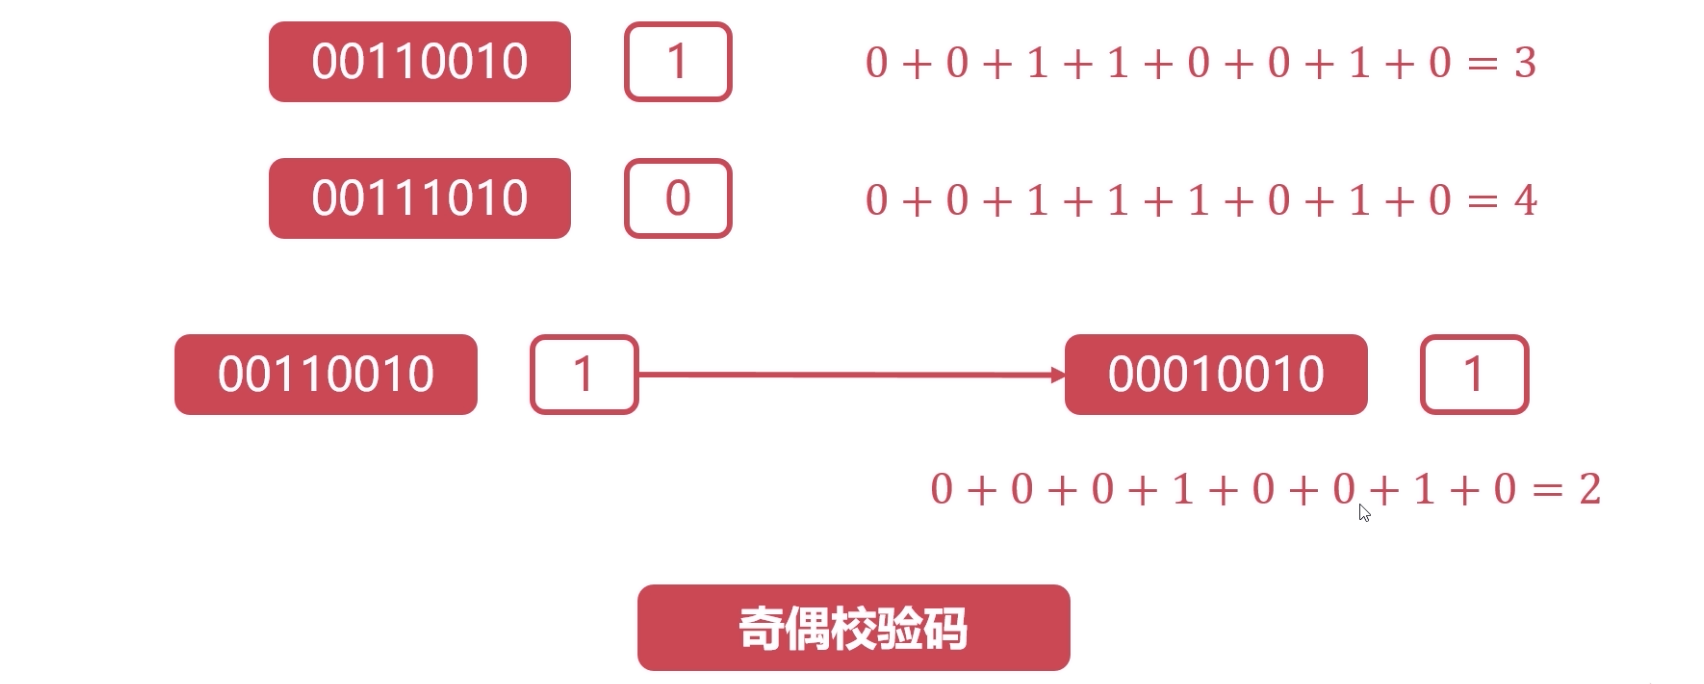 00110010 1 0 + 0 + 1 + 1 + 0 + 0 + 1 + 0 = 3
00111010 0 0 + 0 + 1 + 1 + 1 + 0 + 1 + 0 = 4
00110010 1 00010010 1
0 + 0 + 0 + 1 + 0 + 0 + 1 + 0 = 2
奇偶校验码